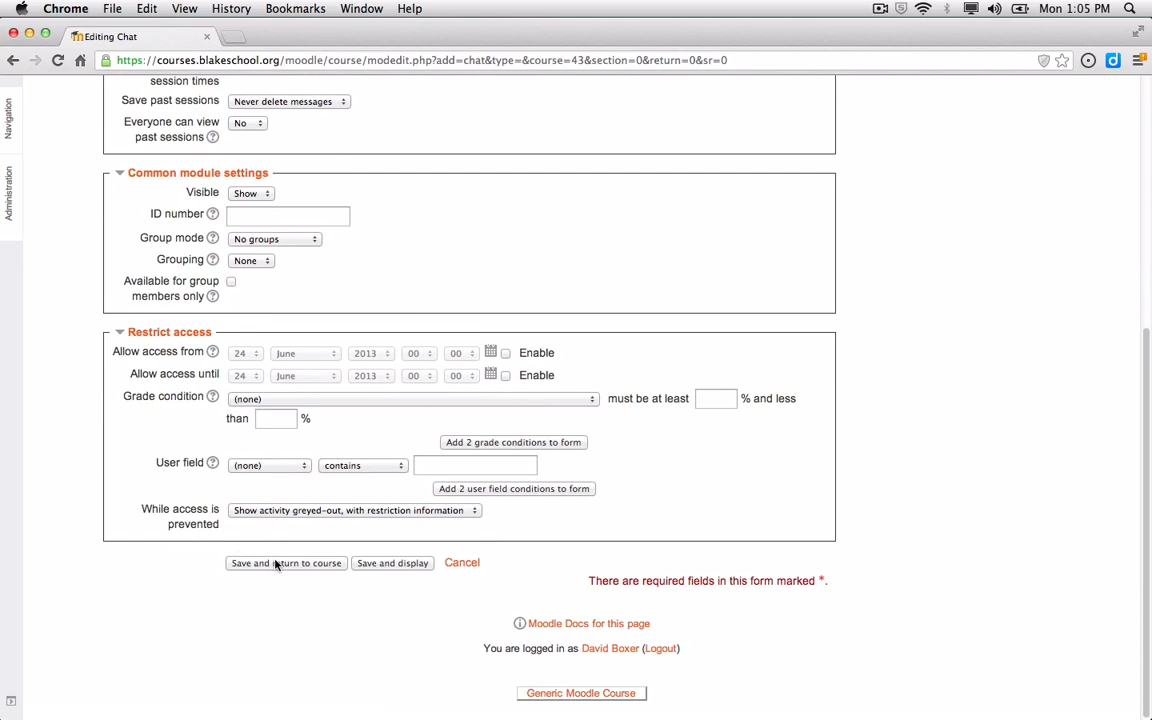 Chrome File Edit View History Bookmarks Window Help Mon 1:05 PM
Editing Chat
https://courses.blakeschool.org/moodle/course/modedit.php?add=chat&type=&course=43&section=0&return=0&sr=0
Navigation
Administration
session times
Save past sessions Never delete messages
Everyone can view No
past sessions
Common module settings
Visible Show
ID number
Group mode No groups
Grouping None
Available for group
members only
Restrict access
Allow access from 24 June 2013 00 00 Enable
Allow access until 24 June 2013 00 00 Enable
Grade condition (none) must be at least % and less
than %
Add 2 grade conditions to form
User field (none) contains
Add 2 user field conditions to form
While access is Show activity greyed-out, with restriction information
prevented
Save and return to course Save and display Cancel
There are required fields in this form marked *.
Moodle Docs for this page
You are logged in as David Boxer (Logout)
Generic Moodle Course